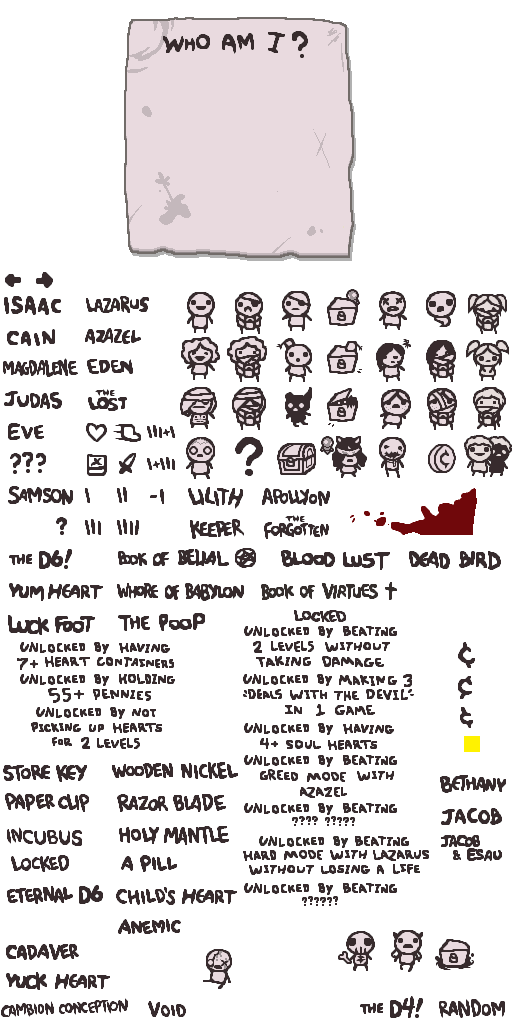 WHO AM I?
ISAAC LAZARUS
CAIN AZAZEL
MAGDALENE EDEN
JUDAS THE LOST
EVE III+I
??? I+III
?
SAMSON I II -I LILITH APOLLYON
? III IIII KEEPER THE FORGOTTEN
THE D6! BOOK OF BELIAL BLOOD LUST DEAD BIRD
YUM HEART WHORE OF BABYLON BOOK OF VIRTUES
LUCK FOOT THE POOP
LOCKED
UNLOCKED BY BEATING
2 LEVELS WITHOUT
TAKING DAMAGE
UNLOCKED BY HAVING
7+ HEART CONTAINERS
UNLOCKED BY HOLDING
55+ PENNIES
UNLOCKED BY NOT
PICKING UP HEARTS
FOR 2 LEVELS
UNLOCKED BY MAKING 3
"DEALS WITH THE DEVIL"
IN 1 GAME
UNLOCKED BY HAVING
4+ SOUL HEARTS
UNLOCKED BY BEATING
GREED MODE WITH
AZAZEL
UNLOCKED BY BEATING
???? ?????
UNLOCKED BY BEATING
HARD MODE WITH LAZARUS
WITHOUT LOSING A LIFE
UNLOCKED BY BEATING
??????
¢
¢
¢
¢
STORE KEY WOODEN NICKEL
PAPER CLIP RAZOR BLADE
INCUBUS HOLY MANTLE
LOCKED A PILL
ETERNAL D6 CHILD'S HEART
ANEMIC
BETHANY
JACOB
JACOB
& ESAU
CADAVER
YUCK HEART
CAMBION CONCEPTION VOID THE D4! RANDOM